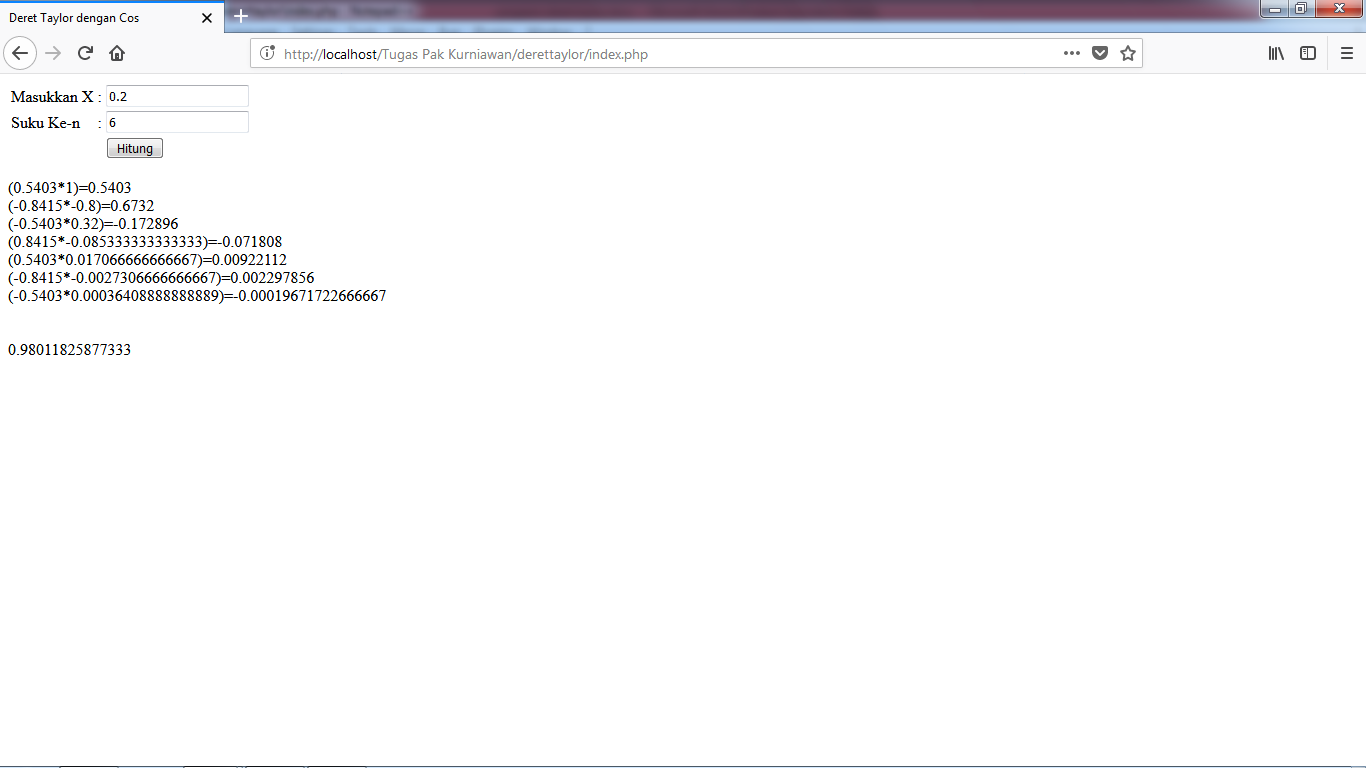 Deret Taylor dengan Cos
http://localhost/Tugas Pak Kurniawan/derettaylor/index.php
Masukkan X : 0.2
Suku Ke-n : 6
Hitung
(0.5403*1)=0.5403
(-0.8415*-0.8)=0.6732
(-0.5403*0.32)=-0.172896
(0.8415*-0.085333333333333)=-0.071808
(0.5403*0.017066666666667)=0.00922112
(-0.8415*-0.0027306666666667)=0.002297856
(-0.5403*0.00036408888888889)=-0.00019671722666667
0.98011825877333